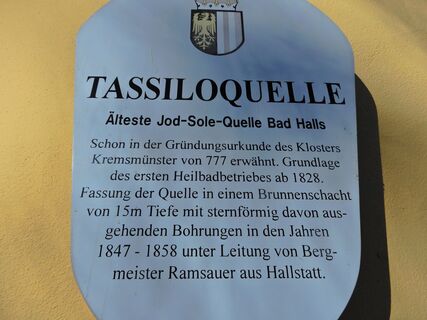 TASSILOQUELLE
Älteste Jod-Sole-Quelle Bad Halls
Schon in der Gründungsurkunde des Klosters
Kremsmünster von 777 erwähnt. Grundlage
des ersten Heilbadbetriebes ab 1828.
Fassung der Quelle in einem Brunnenschacht
von 15m Tiefe mit sternförmig davon aus-
gehenden Bohrungen in den Jahren
1847 - 1858 unter Leitung von Berg-
meister Ramsauer aus Hallstatt.